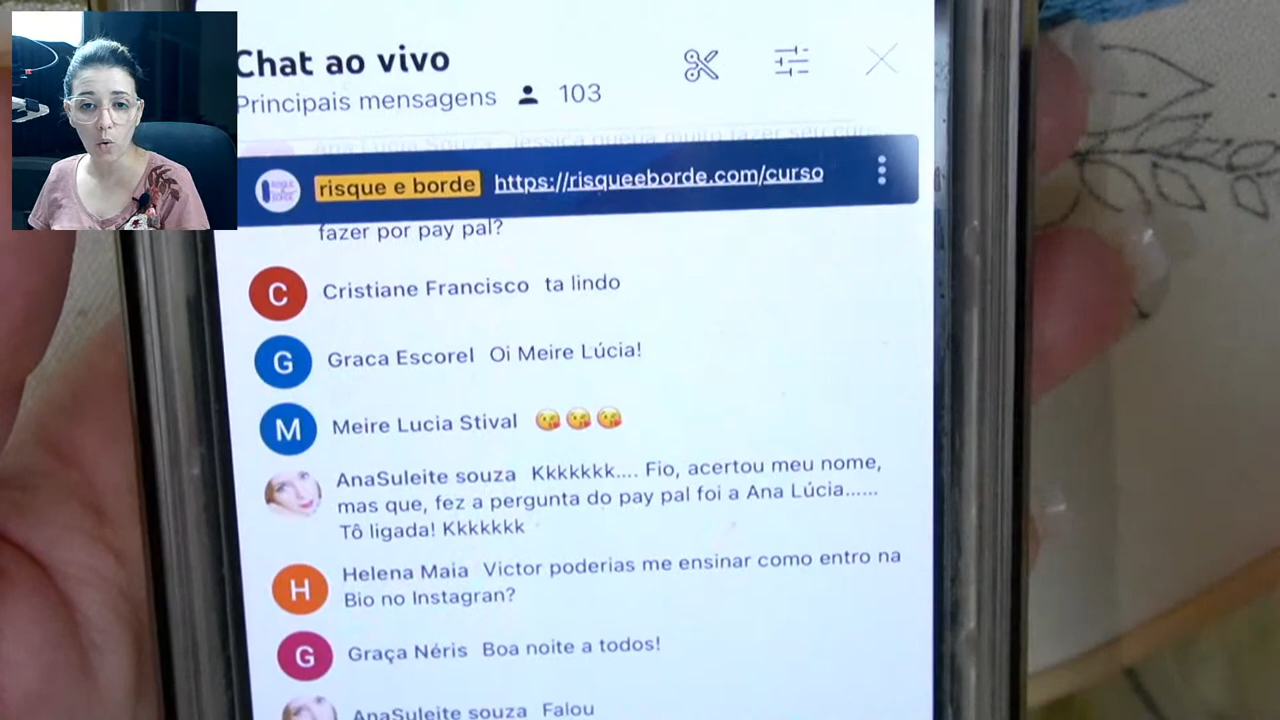 Chat ao vivo
Principais mensagens 103
risque e borde https://risqueeborde.com/curso
fazer por pay pal?
Cristiane Francisco ta lindo
Graca Escorel Oi Meire Lúcia!
Meire Lucia Stival 😘😘😘
AnaSuleite souza Kkkkkkk.... Fio, acertou meu nome,
mas que, fez a pergunta do pay pal foi a Ana Lúcia......
Tô ligada! Kkkkkkk
Helena Maia Victor poderias me ensinar como entro na
Bio no Instagran?
Graça Néris Boa noite a todos!
AnaSuleite souza Falou
C
G
M
H
G